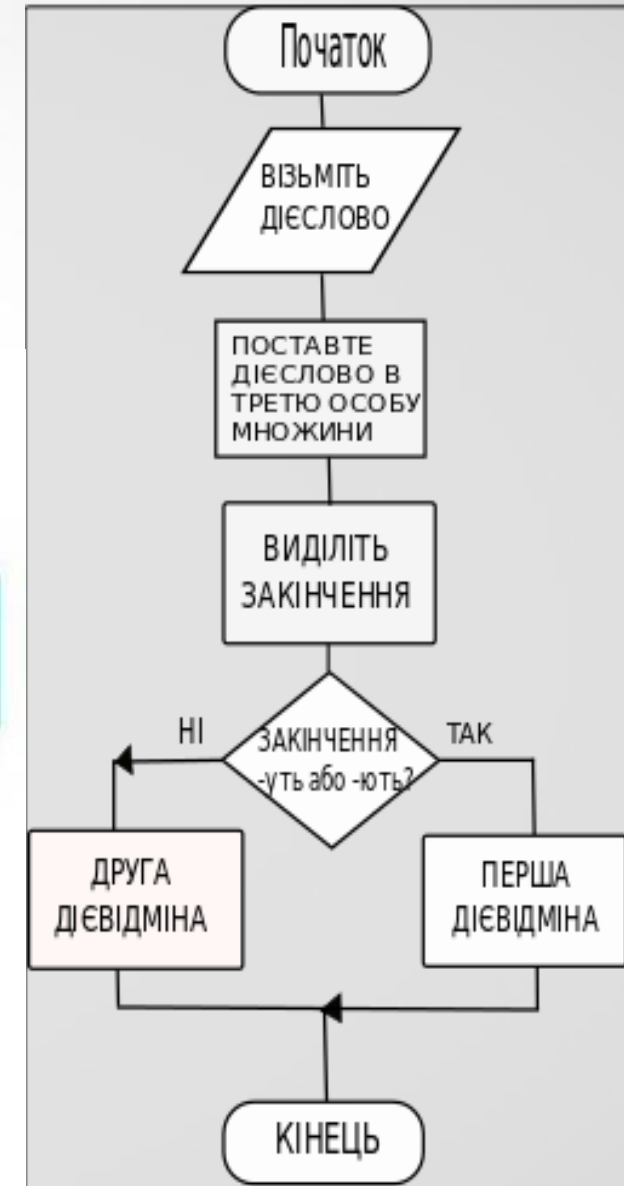 Початок
ВІЗЬМІТЬ
ДІЄСЛОВО
ПОСТАВТЕ
ДІЄСЛОВО В
ТРЕТЮ ОСОБУ
МНОЖИНИ
ВИДІЛІТЬ
ЗАКІНЧЕННЯ
ЗАКІНЧЕННЯ
-уть або -ють?
НІ
ТАК
ДРУГА
ДІЄВІДМІНА
ПЕРША
ДІЄВІДМІНА
КІНЕЦЬ